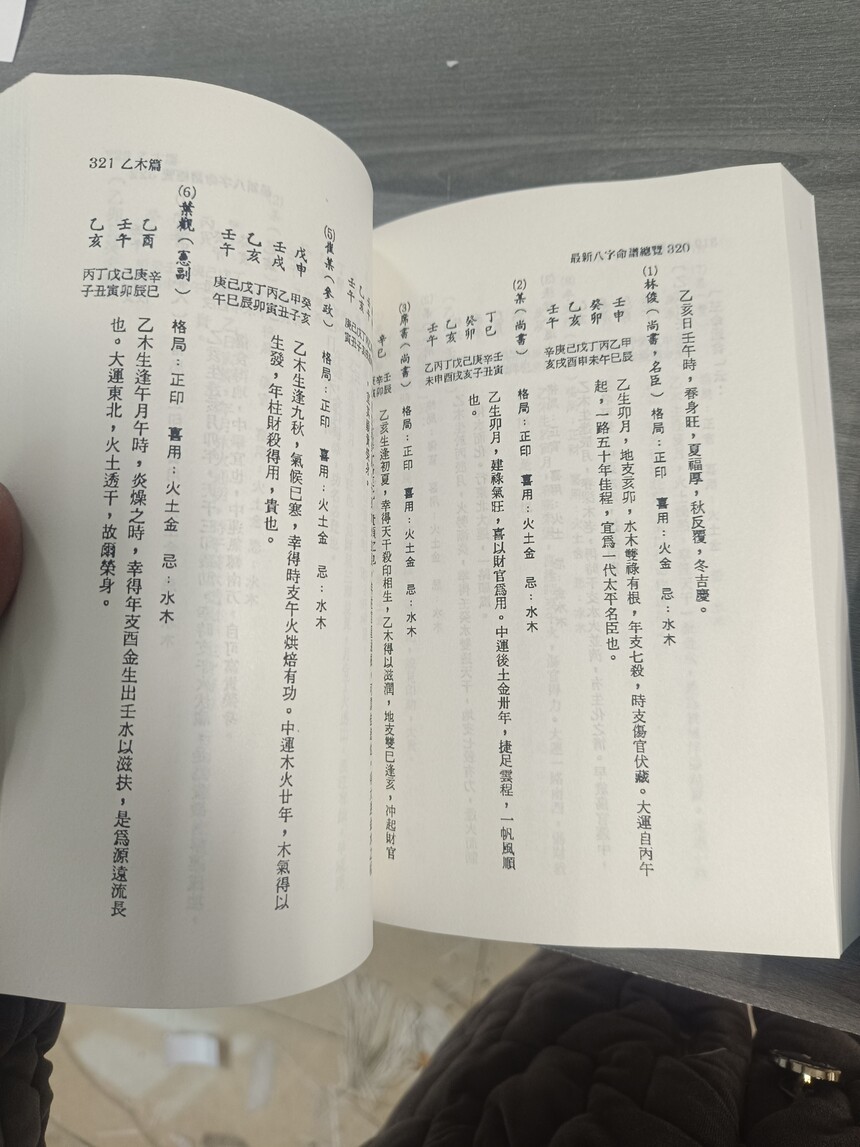 最新八字命譜總覽 320
乙亥日壬午時，春身旺，夏福厚，秋反覆，冬吉慶。
(1)林俊（尚書，名臣）格局：正印　喜用：火金　忌：水木
壬申　甲辰
癸卯　乙巳
乙亥　丙午
壬午　丁未
戊申
己酉
庚戌
辛亥
乙生卯月，地支亥卯，水木雙祿有根，年支七殺，時支傷官伏藏。大運自丙午
起，一路五十年佳程，宜爲一代太平名臣也。
(2)某（尚書）格局：正印　喜用：火土金　忌：水木
丁巳　壬寅
癸卯　辛丑
乙亥　庚子
壬午　己亥
戊戌
丁酉
丙申
乙未
乙生卯月，建祿氣旺，喜以財官爲用。中運後土金卅年，捷足雲程，一帆風順
也。
(3)席書（尚書）格局：正印　喜用：火土金　忌：水木
辛巳　壬辰
辛卯
乙亥生逢初夏，幸得天干殺印相生，乙木得以滋潤，地支雙巳逢亥，冲起財官
321 乙木篇
壬午
(5)崔某（參政）格局：正印　喜用：火土金　忌：水木
戊申　癸亥
壬戌　甲子
乙亥　乙丑
壬午　丙寅
丁卯
戊辰
己巳
庚午
乙木生逢九秋，氣候已寒，幸得時支午火烘焙有功。中運木火廿年，木氣得以
生發，年柱財殺得用，貴也。
(6)葉觀（憲副）格局：正印　喜用：火土金　忌：水木
乙酉　辛巳
壬午　庚辰
乙亥　己卯
戊寅
丁丑
丙子
乙木生逢午月午時，炎燥之時，幸得年支酉金生出壬水以滋扶，是爲源遠流長
也。大運東北，火土透干，故爾榮身。